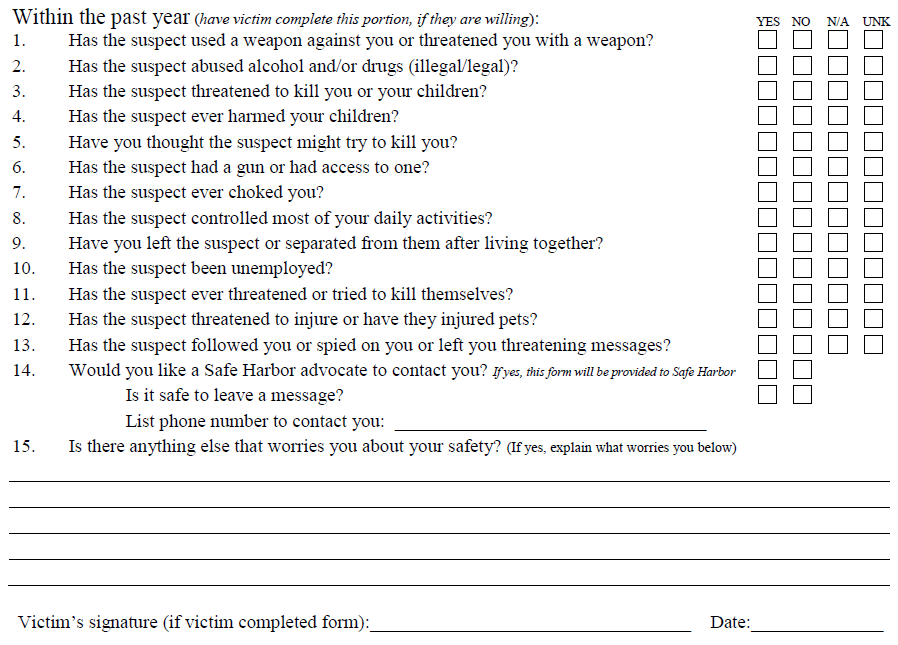 Within the past year (have victim complete this portion, if they are willing): YES NO N/A UNK
1. Has the suspect used a weapon against you or threatened you with a weapon?
2. Has the suspect abused alcohol and/or drugs (illegal/legal)?
3. Has the suspect threatened to kill you or your children?
4. Has the suspect ever harmed your children?
5. Have you thought the suspect might try to kill you?
6. Has the suspect had a gun or had access to one?
7. Has the suspect ever choked you?
8. Has the suspect controlled most of your daily activities?
9. Have you left the suspect or separated from them after living together?
10. Has the suspect been unemployed?
11. Has the suspect ever threatened or tried to kill themselves?
12. Has the suspect threatened to injure or have they injured pets?
13. Has the suspect followed you or spied on you or left you threatening messages?
14. Would you like a Safe Harbor advocate to contact you? If yes, this form will be provided to Safe Harbor
Is it safe to leave a message?
List phone number to contact you:
15. Is there anything else that worries you about your safety? (If yes, explain what worries you below)
Victim's signature (if victim completed form): Date: